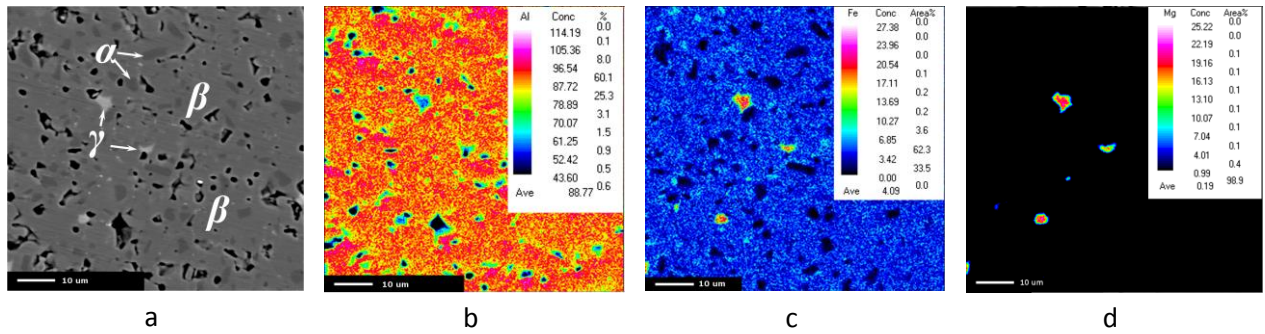 α
β
γ
β
10 um
Al Conc %
114.19 0.0
105.36 0.1
96.54 8.0
87.72 60.1
78.89 25.3
70.07 3.1
61.25 1.5
52.42 0.9
43.60 0.5
0.6
Ave 88.77
10 um
Fe Conc Area%
27.38 0.0
23.96 0.0
20.54 0.0
17.11 0.1
13.69 0.2
10.27 0.2
6.85 3.6
3.42 62.3
0.00 33.5
0.0
Ave 4.09
10 um
Mg Conc Area%
25.22 0.0
22.19 0.0
19.16 0.1
16.13 0.1
13.10 0.1
10.07 0.1
7.04 0.1
4.01 0.1
0.99 0.4
98.9
Ave 0.19
10 um
a
b
c
d